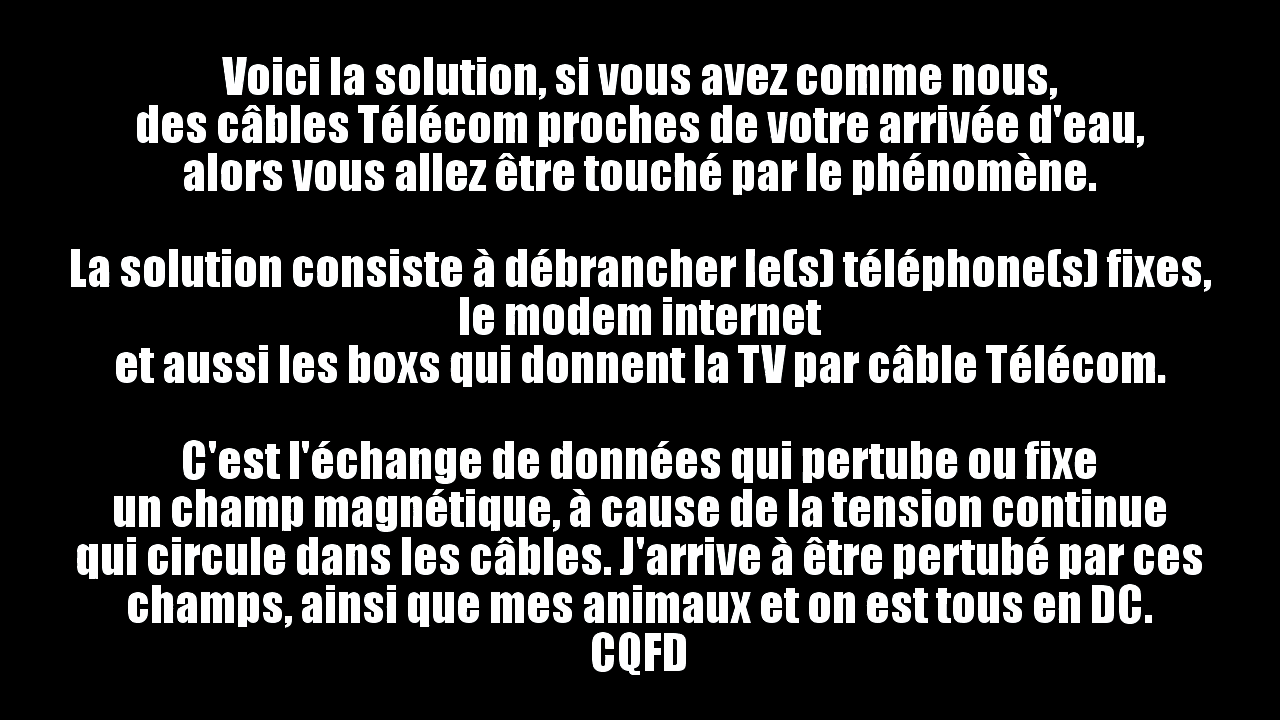 Voici la solution, si vous avez comme nous,
des câbles Télécom proches de votre arrivée d'eau,
alors vous allez être touché par le phénomène.
La solution consiste à débrancher le(s) téléphone(s) fixes,
le modem internet
et aussi les boxs qui donnent la TV par câble Télécom.
C'est l'échange de données qui pertube ou fixe
un champ magnétique, à cause de la tension continue
qui circule dans les câbles. J'arrive à être pertubé par ces
champs, ainsi que mes animaux et on est tous en DC.
CQFD